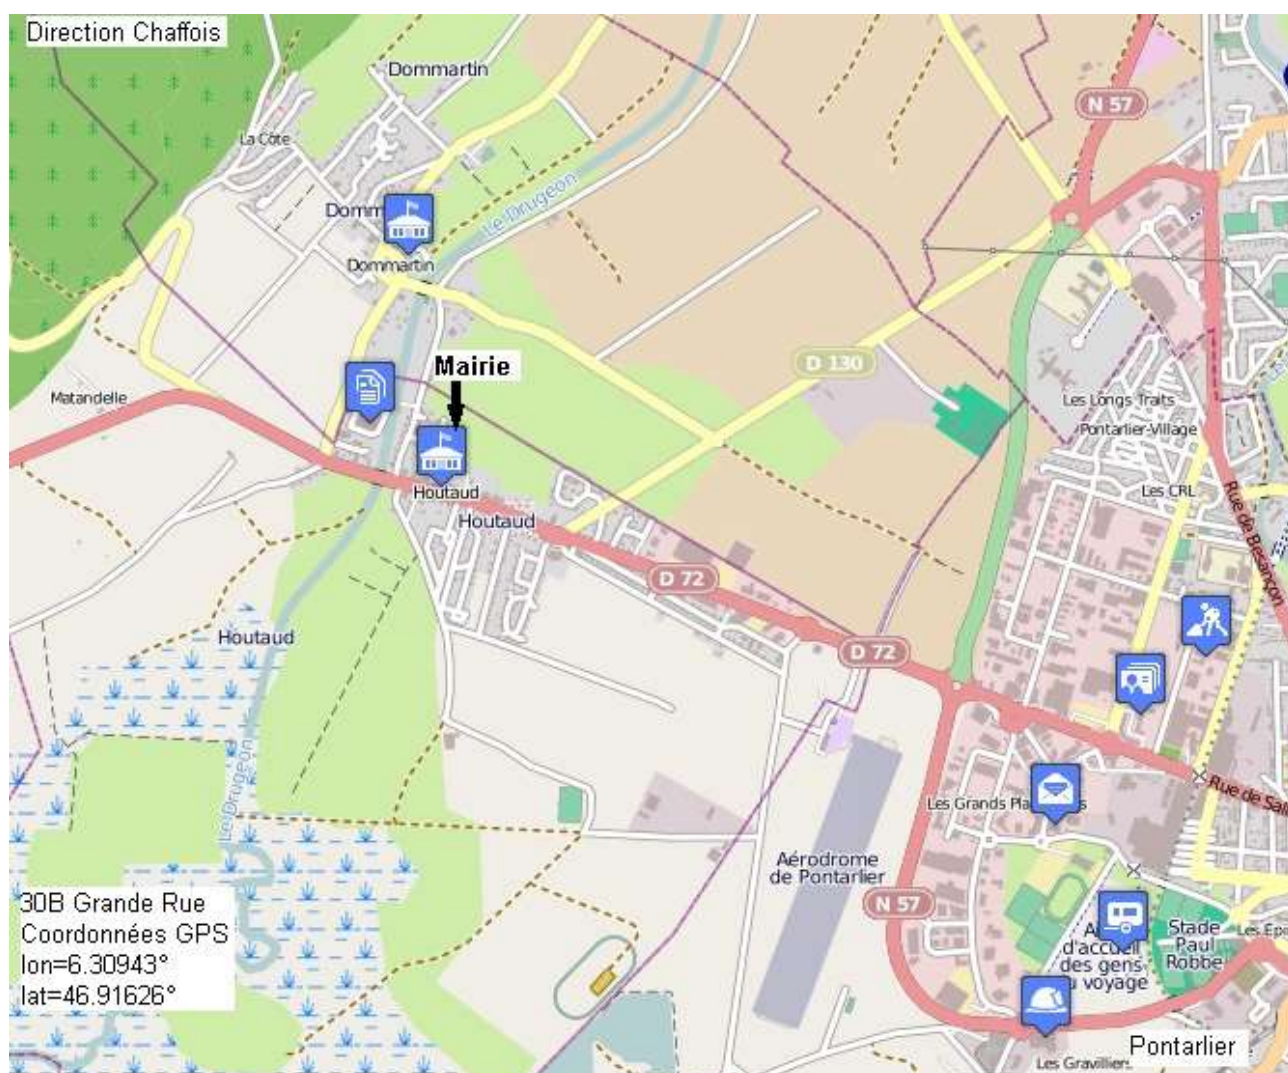 Direction Chaffois
Dommartin
N 57
La Côte
Le Drugeon
Dommartin
D 130
Mairie
Matandelle
Les Longs Traits
Pontarlier-Village
Les CRL
Houtaud
Houtaud
Rue de Besançon
D 72
Houtaud
D 72
Le Drugeon
Rue de
Les Grands
Aérodrome
de Pontarlier
30B Grande Rue
Coordonnées GPS
lon=6.30943°
lat=46.91626°
N 57
d'accueil
des gens
voyage
Stade
Paul
Robbe
Pontarlier
Les Gravilliers